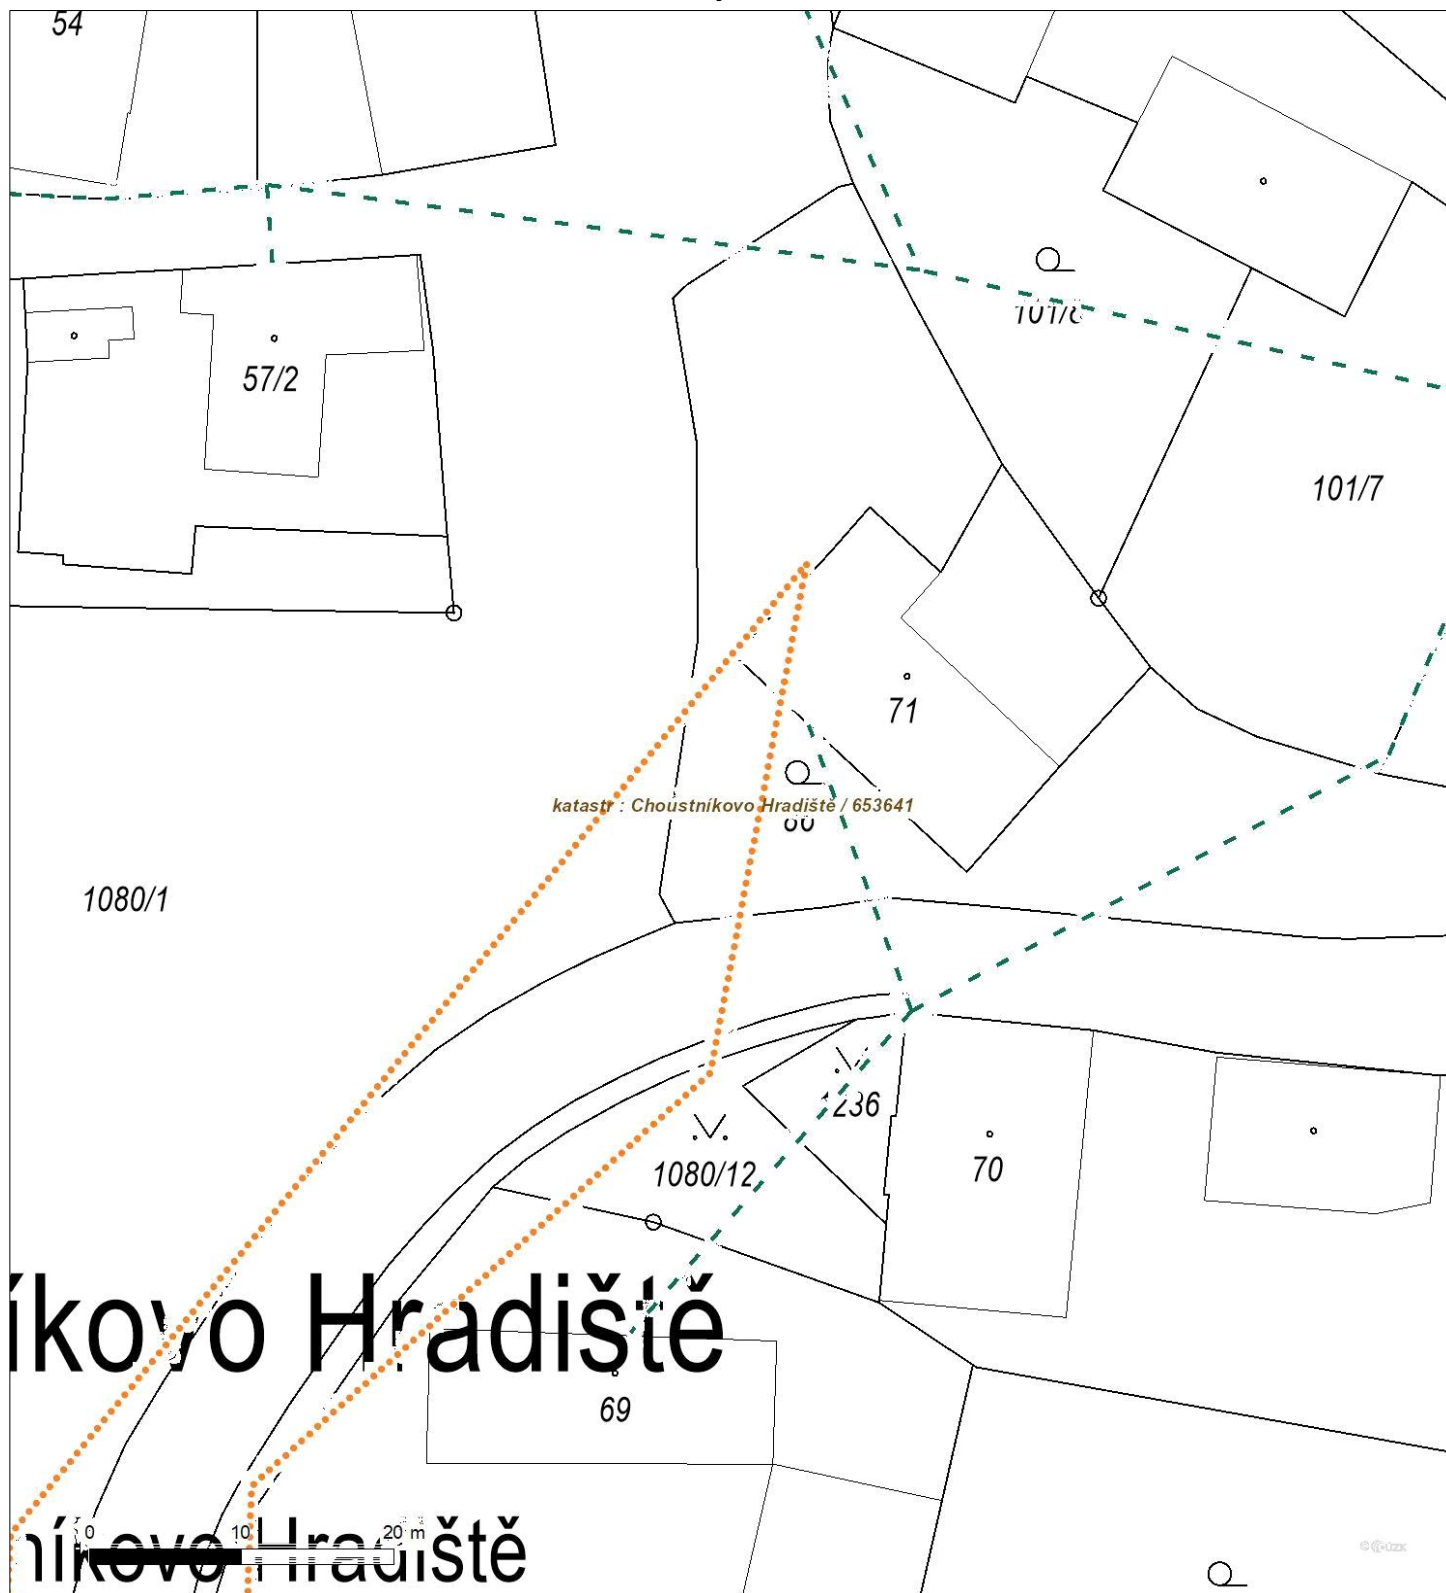 54
57/2
101/7
71
katastr : Choustníkovo Hradiště / 653641
1080/1
1080/12
70
íkovo Hradiště
69
0 10 20 m
níkovo Hradiště